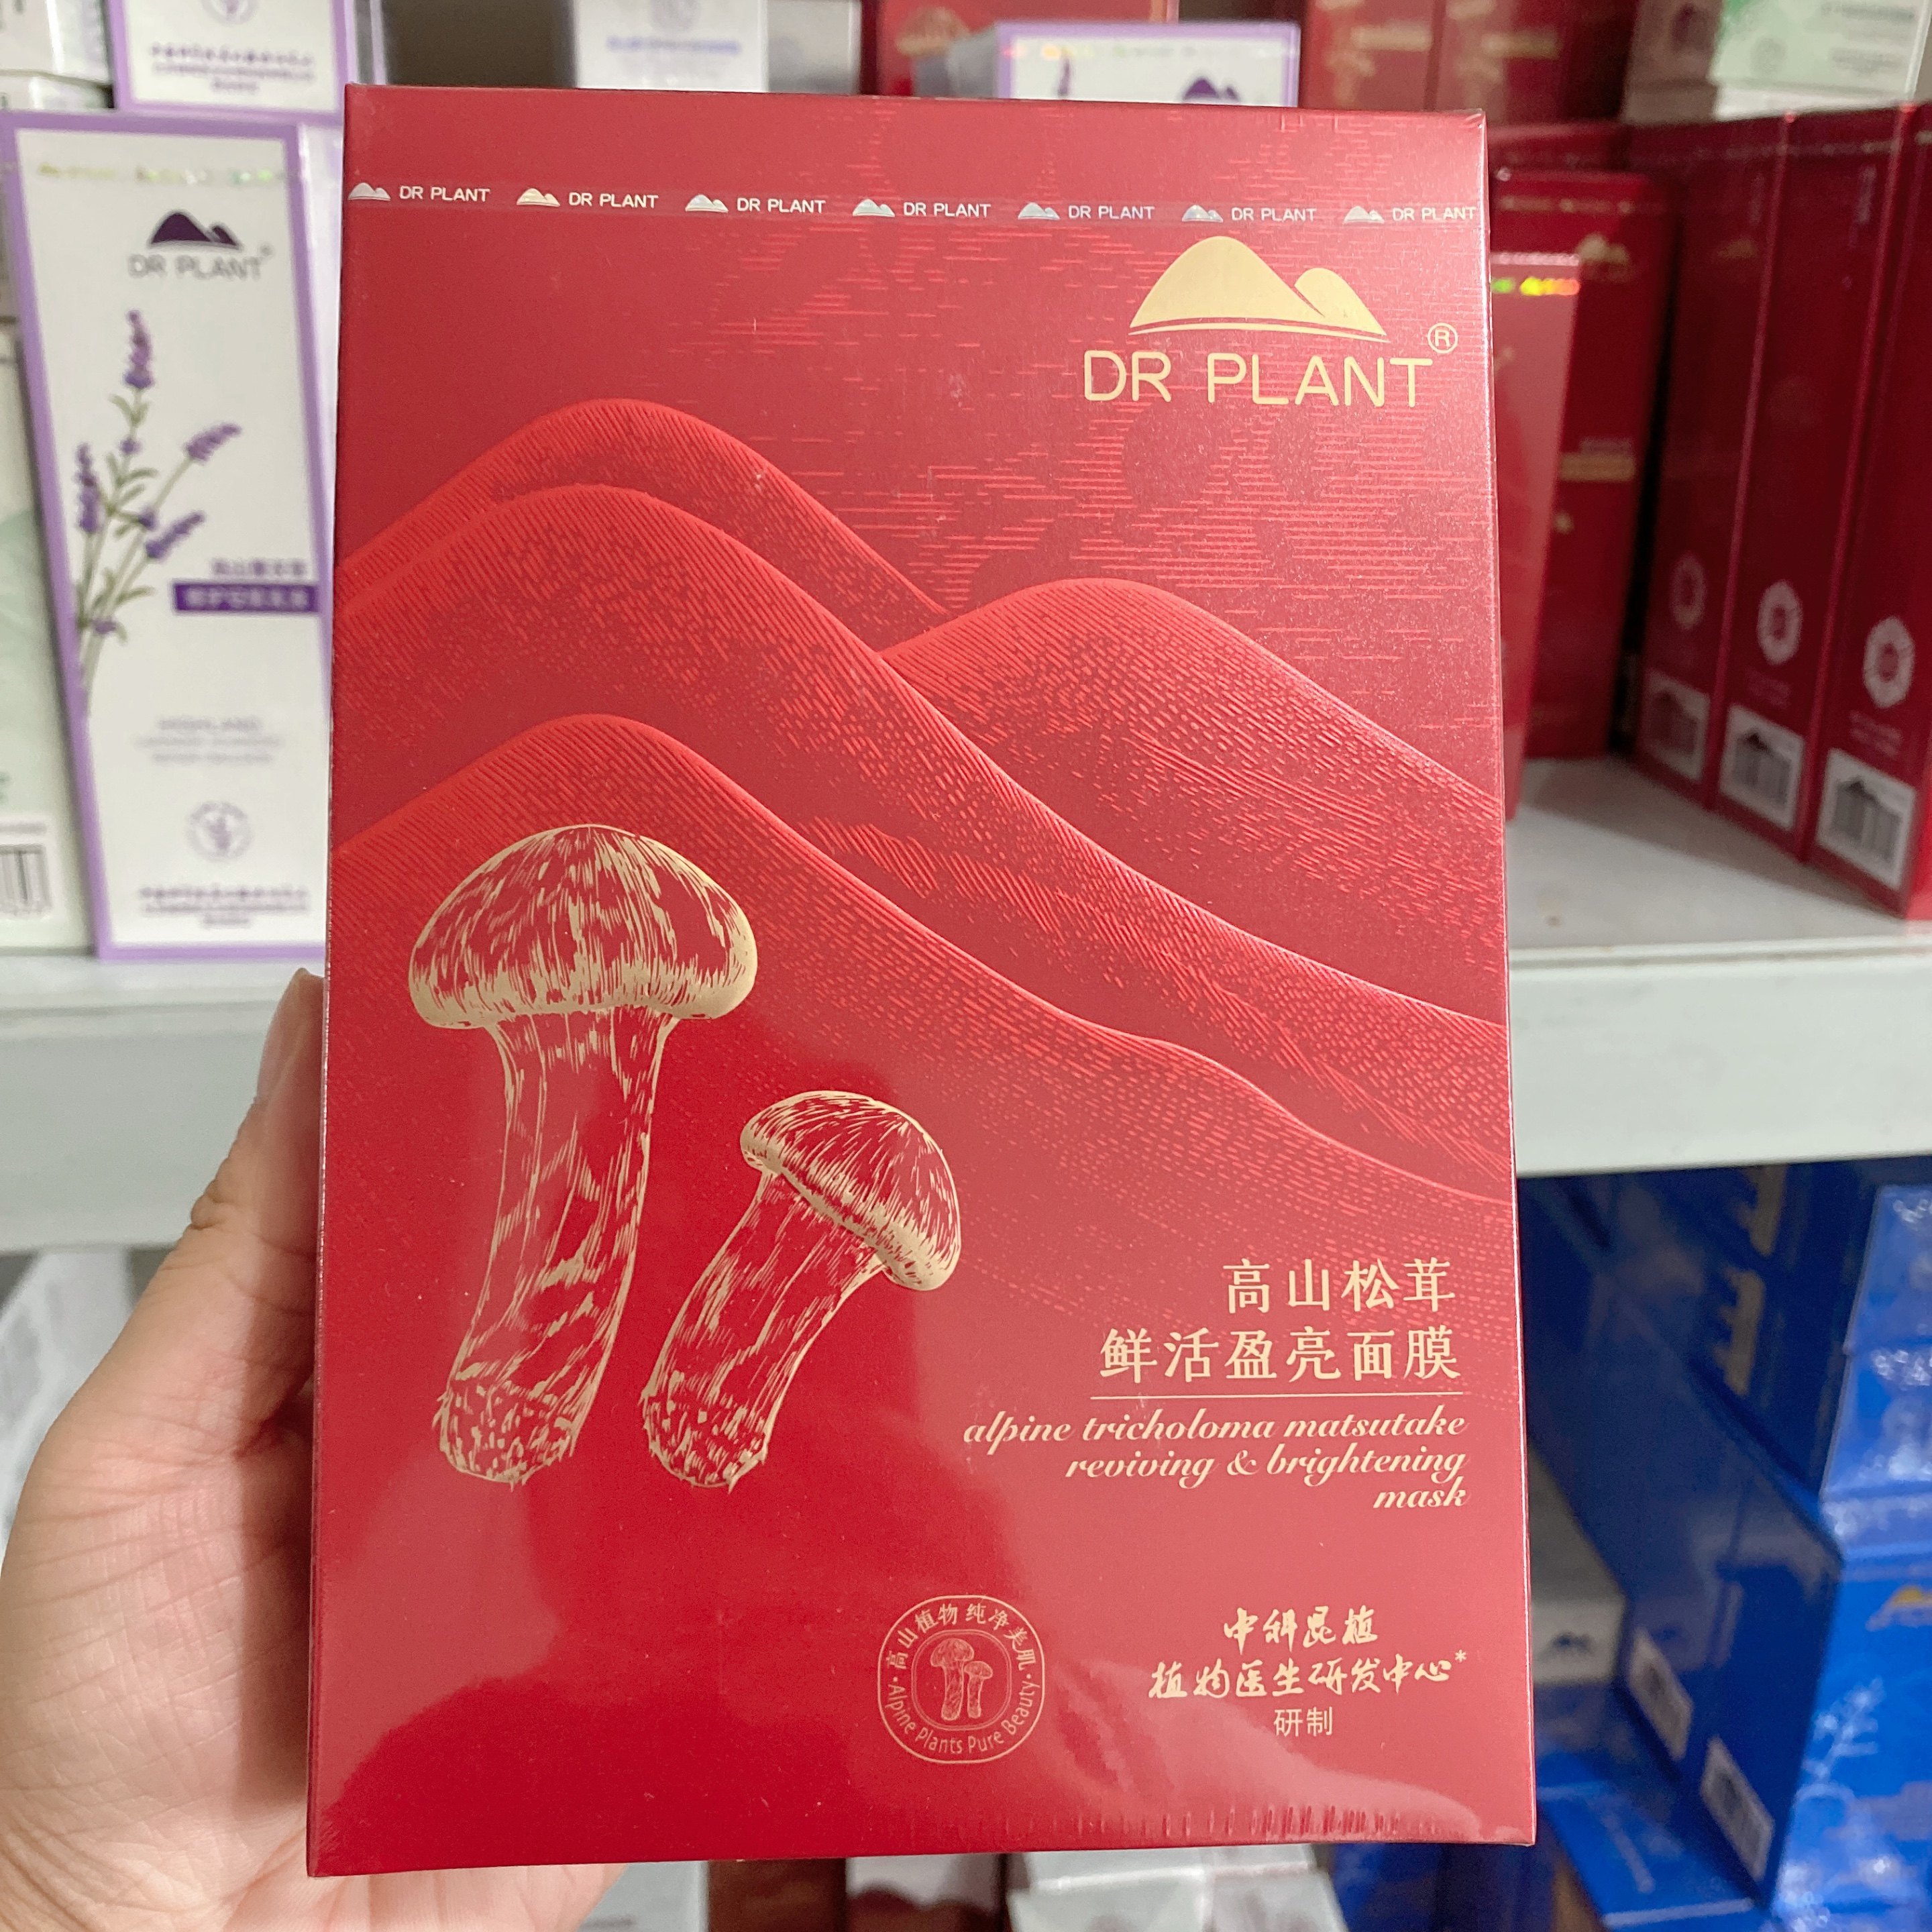 DR PLANT DR PLANT DR PLANT DR PLANT DR PLANT DR PLANT DR PLANT
DR PLANT®
高山松茸
鲜活盈亮面膜
alpine tricholoma matsutake
reviving & brightening
mask
高山植物 纯净美肌
Alpine Plants Pure Beauty
中科昆植
植物医生研发中心*
研制
DR PLANT